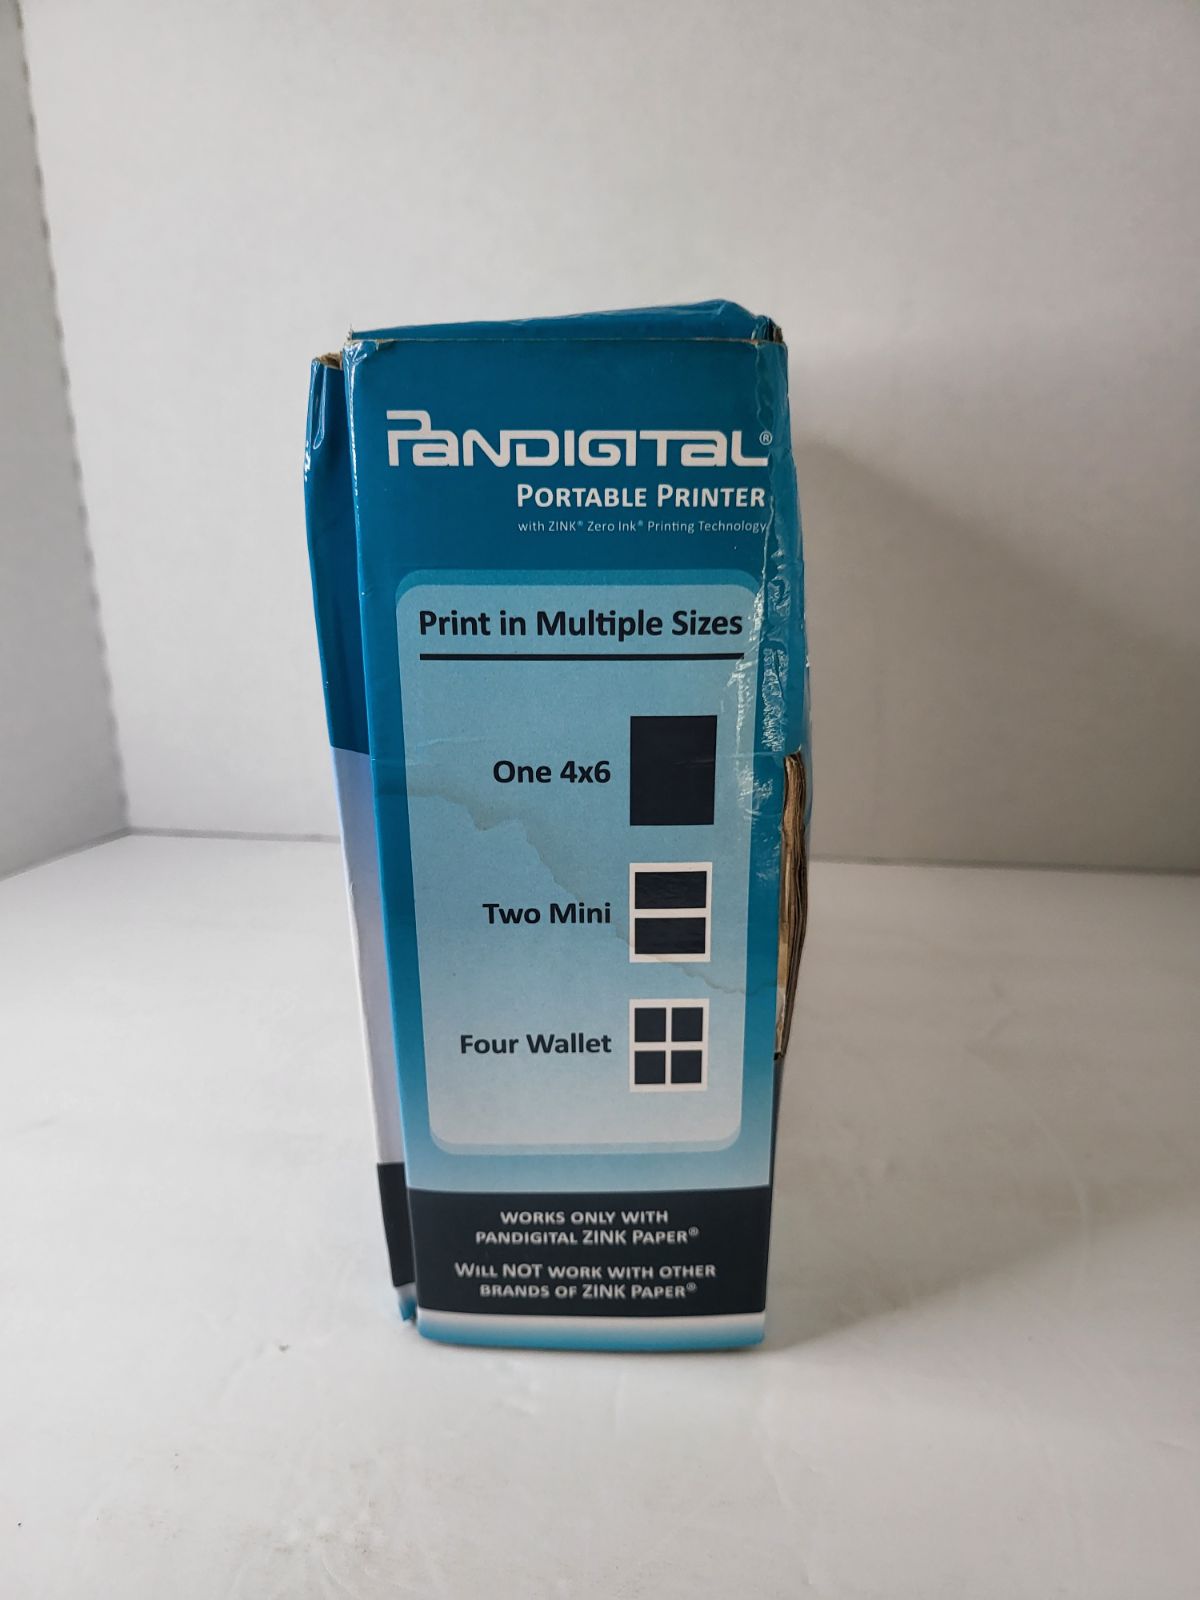 PANDIGITAL®
PORTABLE PRINTER
with ZINK® Zero Ink® Printing Technology
Print in Multiple Sizes
One 4x6
Two Mini
Four Wallet
WORKS ONLY WITH
PANDIGITAL ZINK PAPER®
WILL NOT WORK WITH OTHER
BRANDS OF ZINK PAPER®